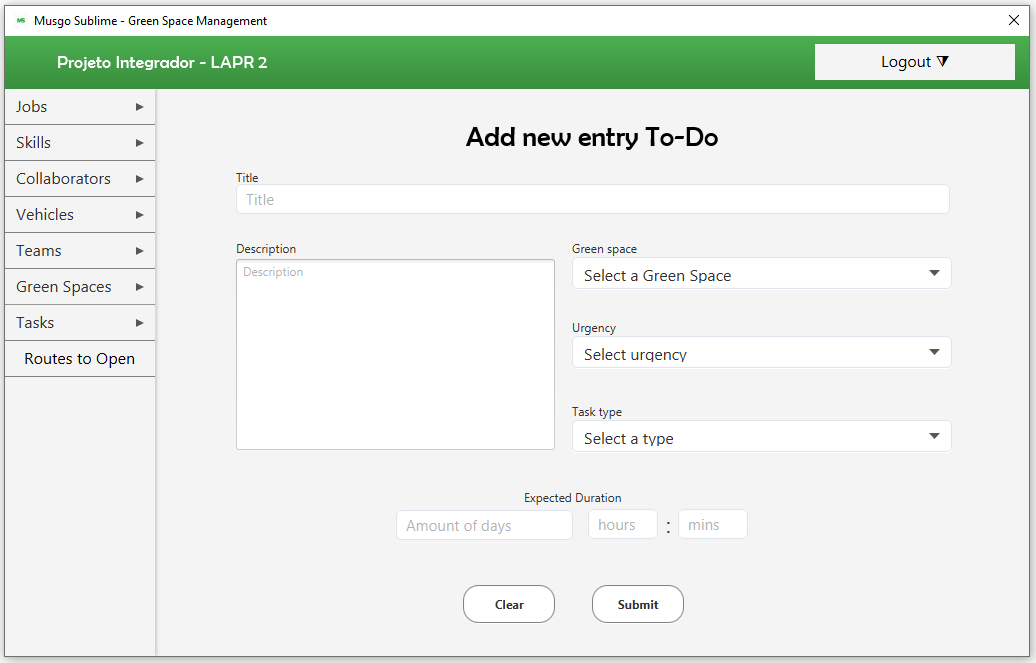 MS Musgo Sublime - Green Space Management
Projeto Integrador - LAPR 2
Logout
Jobs
Skills
Collaborators
Vehicles
Teams
Green Spaces
Tasks
Routes to Open
Add new entry To-Do
Title
Title
Description
Description
Green space
Select a Green Space
Urgency
Select urgency
Task type
Select a type
Expected Duration
Amount of days hours : mins
Clear Submit